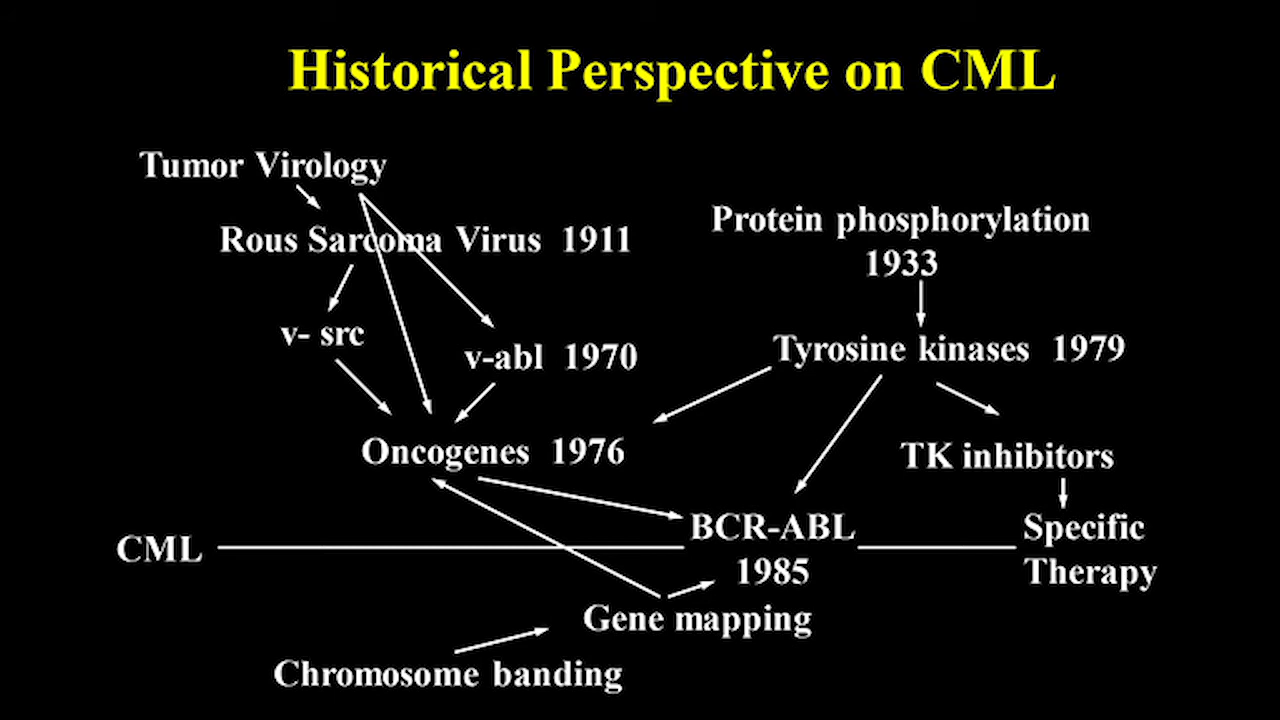 Historical Perspective on CML
Tumor Virology
Rous Sarcoma Virus 1911
Protein phosphorylation
1933
v- src
v-abl 1970
Tyrosine kinases 1979
Oncogenes 1976
TK inhibitors
CML
BCR-ABL
1985
Specific
Therapy
Gene mapping
Chromosome banding